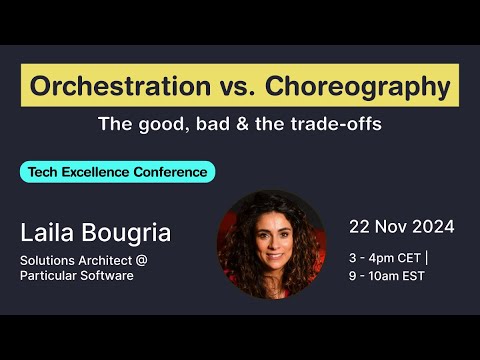 Orchestration vs. Choreography
The good, bad & the trade-offs
Tech Excellence Conference
Laila Bougria
Solutions Architect @
Particular Software
22 Nov 2024
3 - 4pm CET |
9 - 10am EST